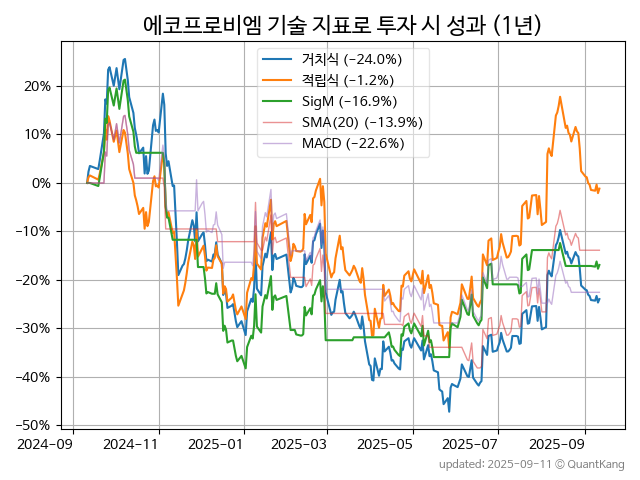 에코프로비엠 기술 지표로 투자 시 성과 (1년)
거치식 (−24.0%)
적립식 (−1.2%)
SigM (−16.9%)
SMA(20) (−13.9%)
MACD (−22.6%)
20%
10%
0%
−10%
−20%
−30%
−40%
−50%
2024-09 2024-11 2025-01 2025-03 2025-05 2025-07 2025-09
updated: 2025-09-11 © QuantKang